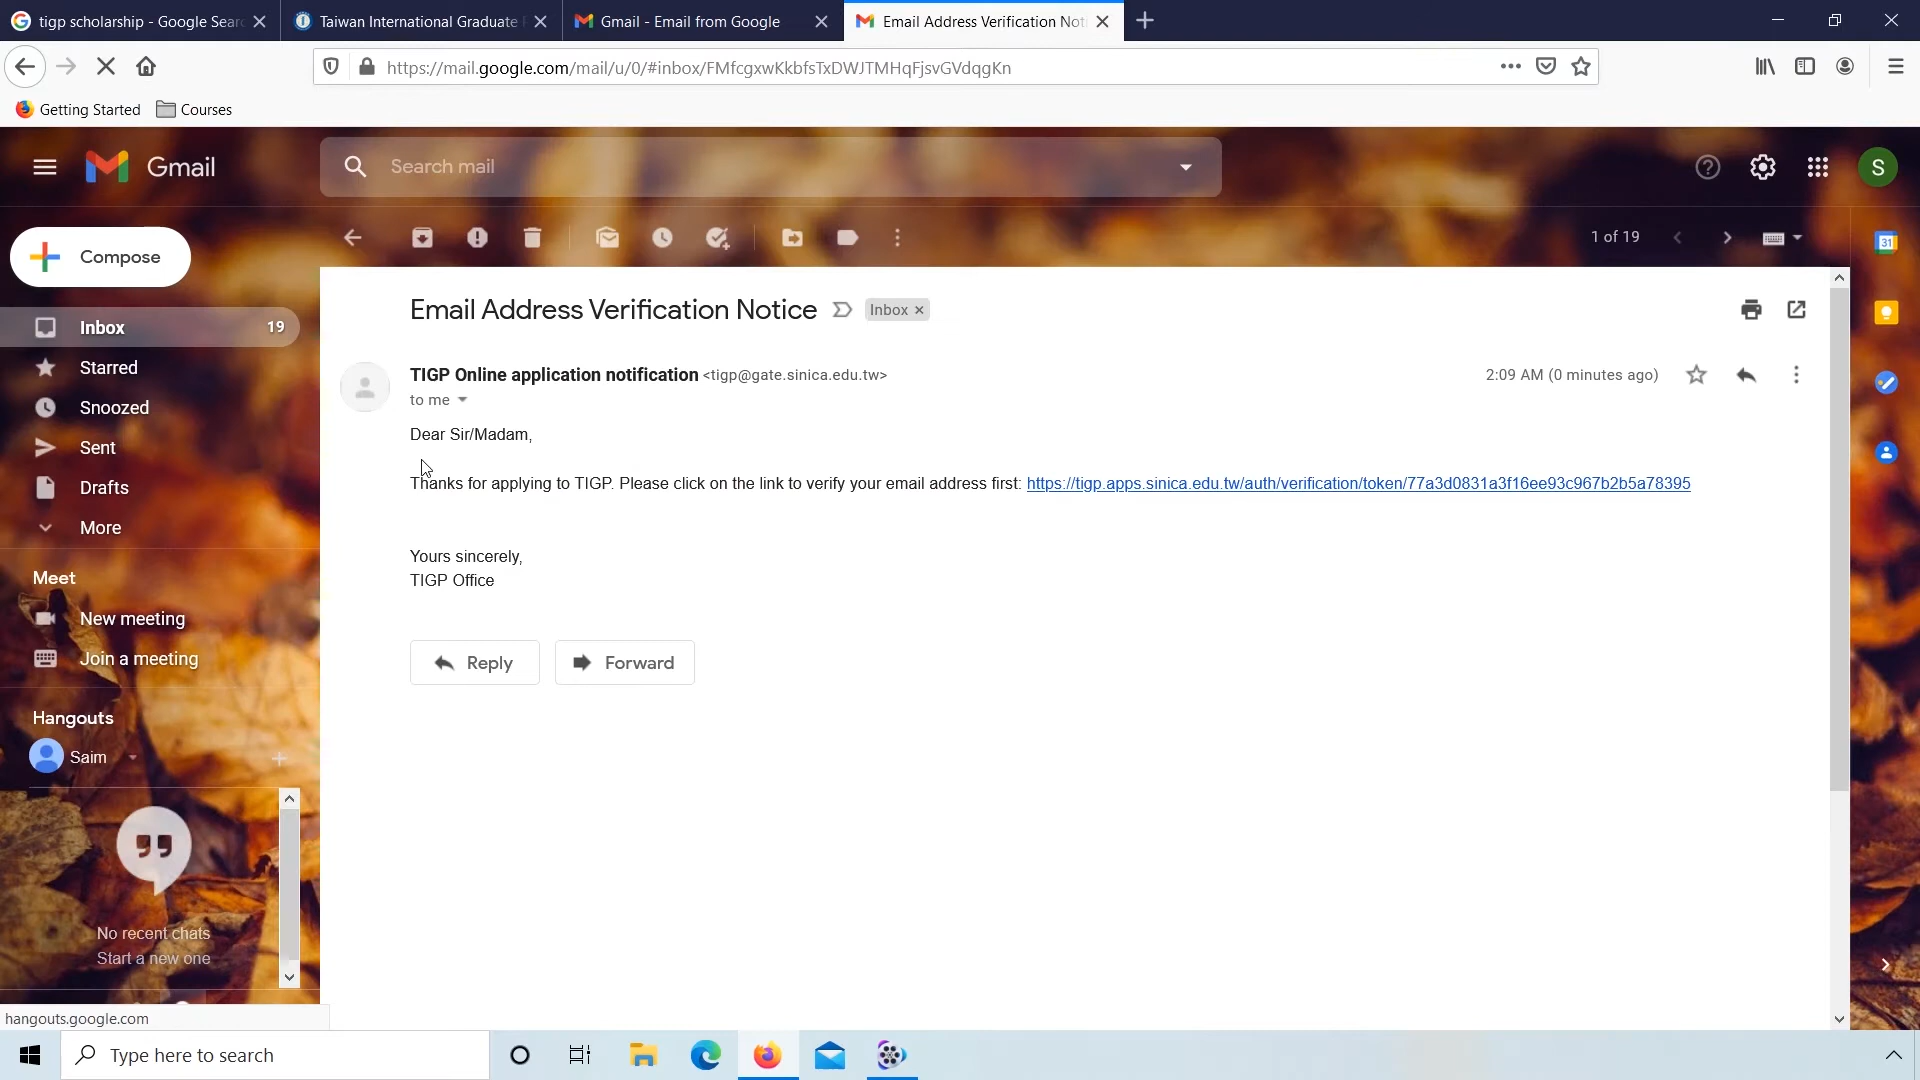 tigp scholarship - Google Sear
Taiwan International Graduate
Gmail - Email from Google
Email Address Verification Not
https://mail.google.com/mail/u/0/#inbox/FMfcgxwKkbfsTxDWJTMHqFjsvGVdqgKn
Getting Started
Courses
Gmail
Search mail
S
Compose
1 of 19
31
Inbox
19
Starred
Snoozed
Sent
Drafts
More
Meet
New meeting
Join a meeting
Hangouts
Saim
No recent chats
Start a new one
Email Address Verification Notice
Inbox
TIGP Online application notification <tigp@gate.sinica.edu.tw>
2:09 AM (0 minutes ago)
to me
Dear Sir/Madam,
Thanks for applying to TIGP. Please click on the link to verify your email address first: https://tigp.apps.sinica.edu.tw/auth/verification/token/77a3d0831a3f16ee93c967b2b5a78395
Yours sincerely,
TIGP Office
Reply
Forward
hangouts.google.com
Type here to search